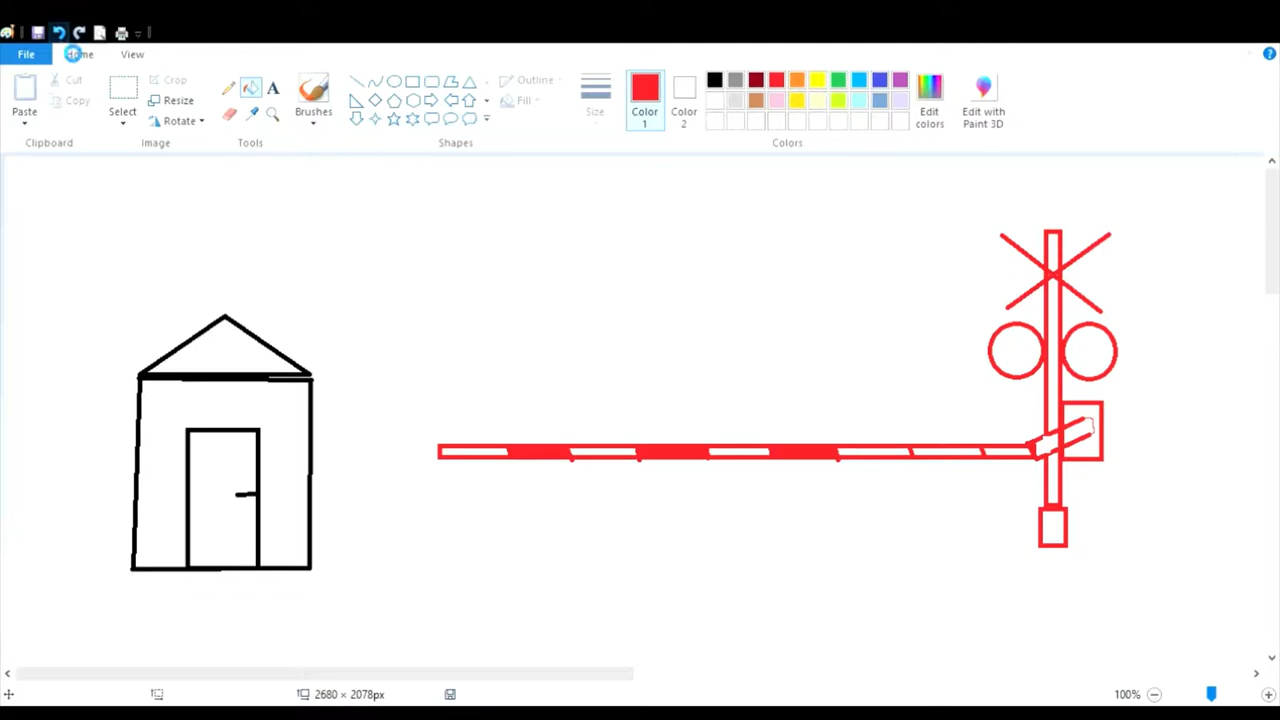 File Home View
Cut
Copy
Paste
Clipboard
Select
Crop
Resize
Rotate
Image
Tools
Brushes
Outline
Fill
Shapes
Size
Color 1
Color 2
Colors
Edit colors
Edit with Paint 3D
2680 × 2078px
100%